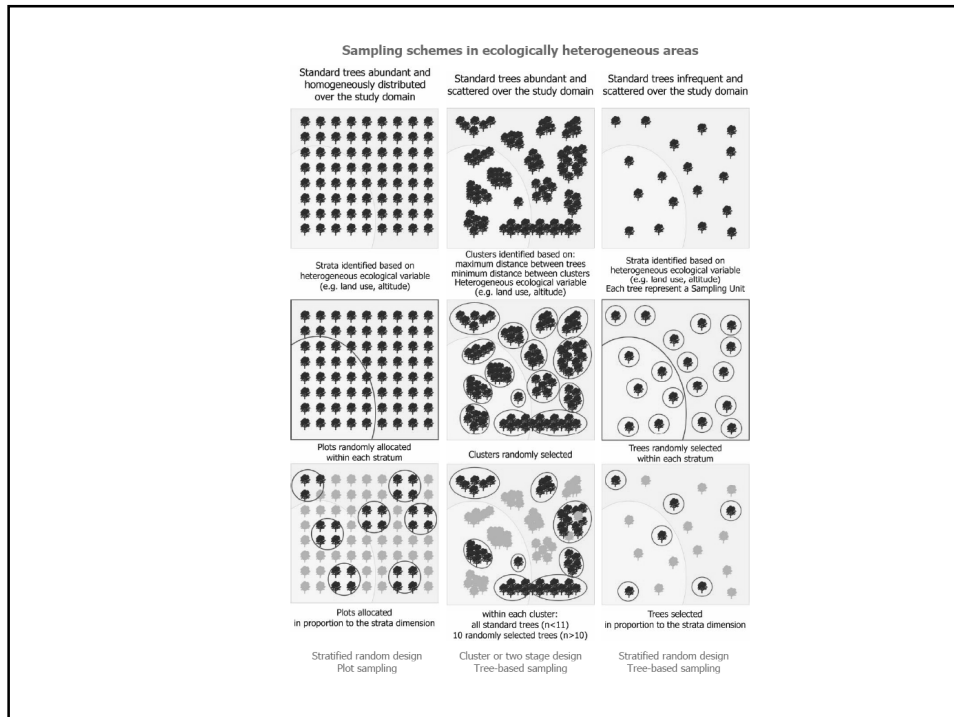 Sampling schemes in ecologically heterogeneous areas
Standard trees abundant and
homogeneously distributed
over the study domain
Standard trees abundant and
scattered over the study domain
Standard trees infrequent and
scattered over the study domain
Strata identified based on
heterogeneous ecological variable
(e.g. land use, altitude)
Clusters identified based on:
maximum distance between trees
minimum distance between clusters
Heterogeneous ecological variable
(e.g. land use, altitude)
Strata identified based on
heterogeneous ecological variable
(e.g. land use, altitude)
Each tree represent a Sampling Unit
Plots randomly allocated
within each stratum
Clusters randomly selected
Trees randomly selected
within each stratum
Plots allocated
in proportion to the strata dimension
within each cluster:
all standard trees (n<11)
10 randomly selected trees (n>10)
Trees selected
in proportion to the strata dimension
Stratified random design
Plot sampling
Cluster or two stage design
Tree-based sampling
Stratified random design
Tree-based sampling